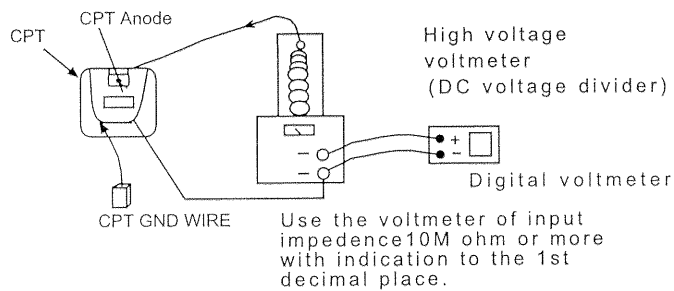 CPT Anode
CPT
High voltage
voltmeter
(DC voltage divider)
+
−
Digital voltmeter
CPT GND WIRE
Use the voltmeter of input
impedence10M ohm or more
with indication to the 1st
decimal place.